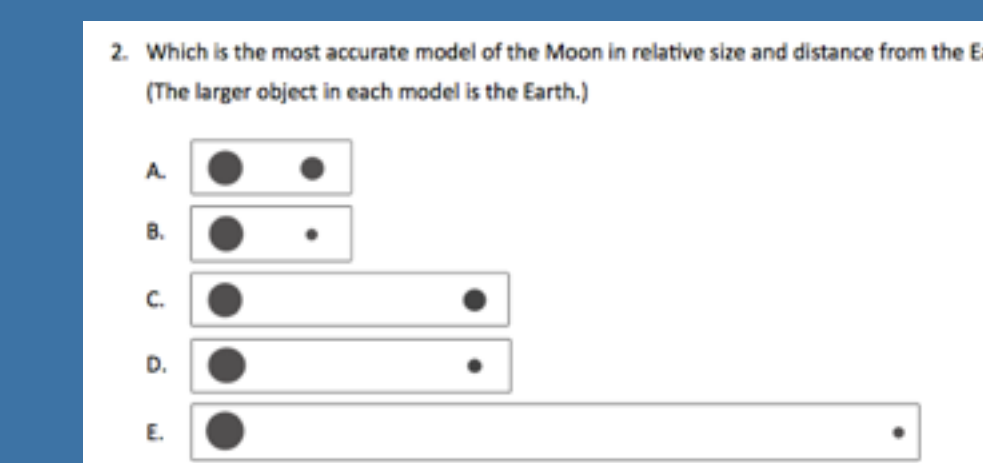 2. Which is the most accurate model of the Moon in relative size and distance from the
(The larger object in each model is the Earth.)
A.
B.
C.
D.
E.